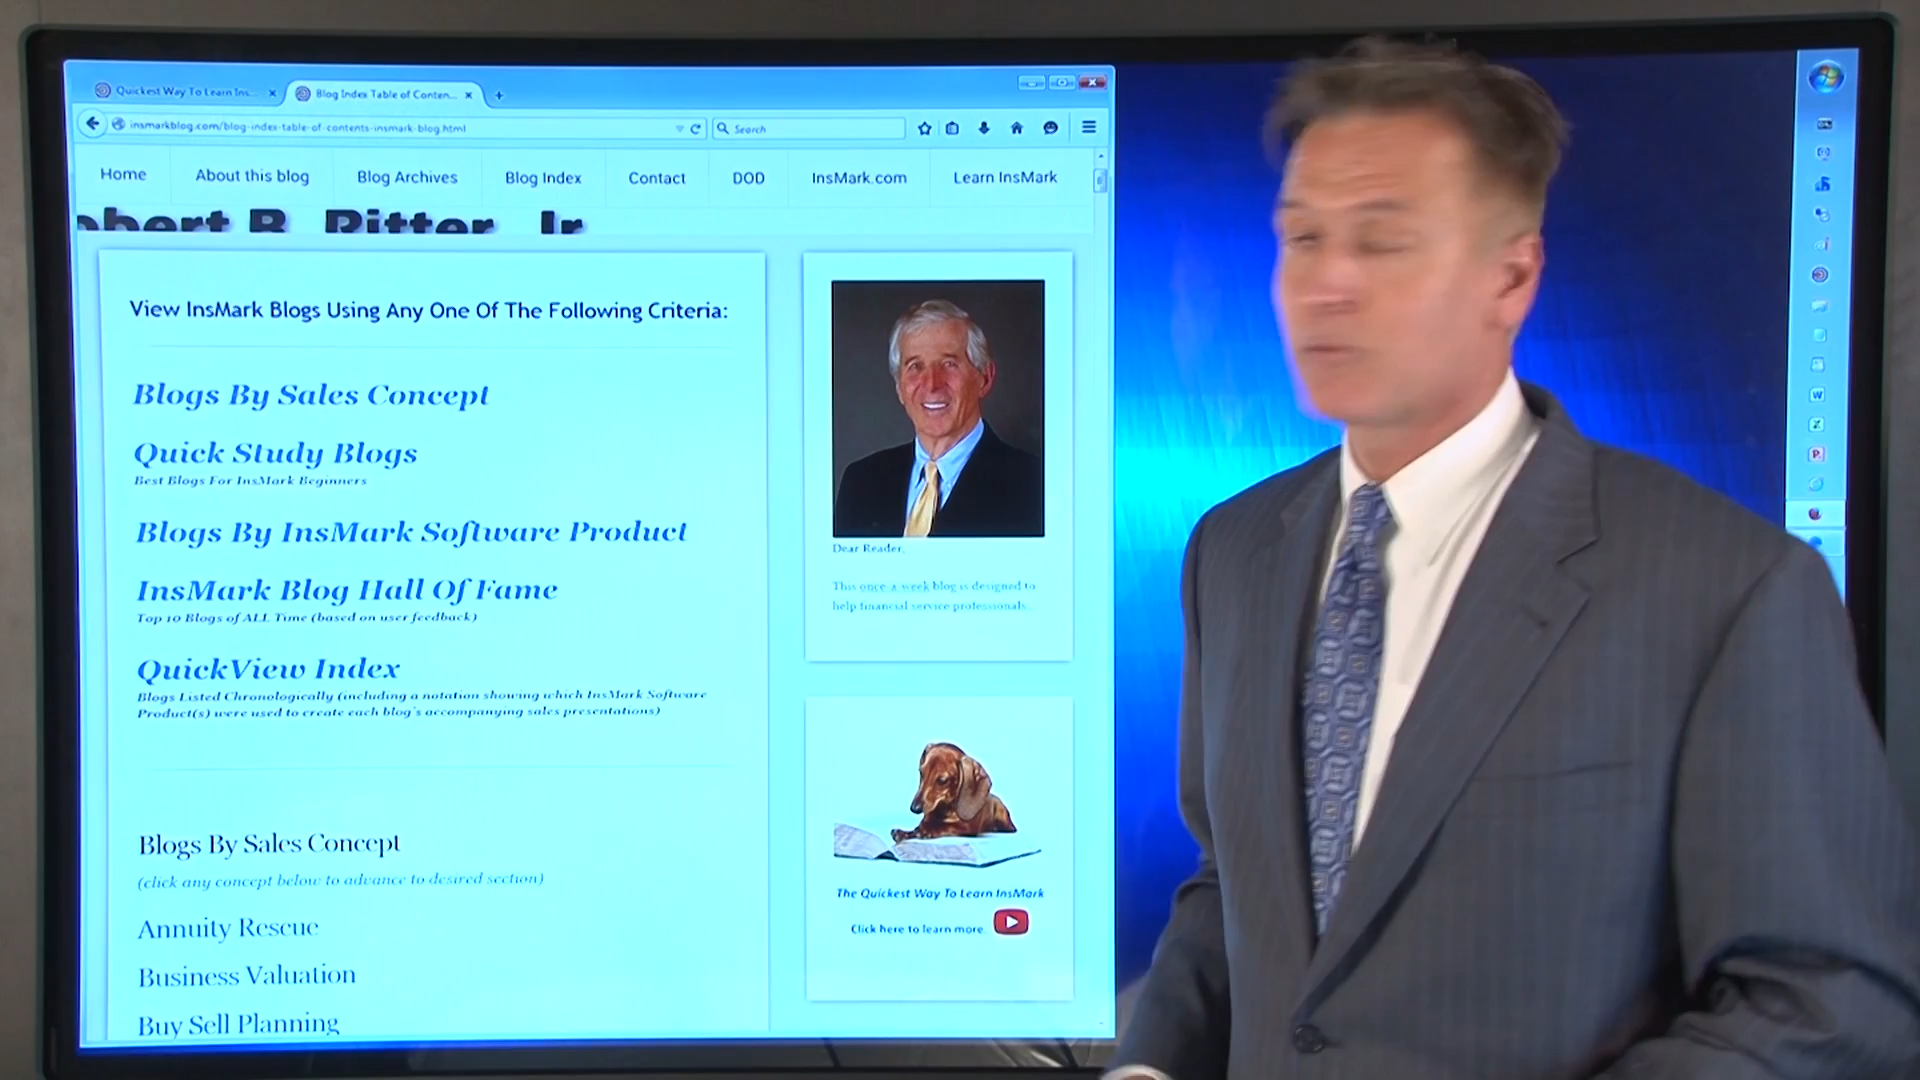 Quickest Way To Learn Ins...
Blog Index Table of Conten...
insmarkblog.com/blog-index-table-of-contents-insmark-blog.html
Search
Home
About this blog
Blog Archives
Blog Index
Contact
DOD
InsMark.com
Learn InsMark
obert B. Ritter, Jr
View InsMark Blogs Using Any One Of The Following Criteria:
Blogs By Sales Concept
Quick Study Blogs
Best Blogs For InsMark Beginners
Blogs By InsMark Software Product
InsMark Blog Hall Of Fame
Top 10 Blogs of ALL Time (based on user feedback)
QuickView Index
Blogs Listed Chronologically (including a notation showing which InsMark Software
Product(s) were used to create each blog's accompanying sales presentations)
Blogs By Sales Concept
(click any concept below to advance to desired section)
Annuity Rescue
Business Valuation
Buy Sell Planning
Dear Reader,
This once-a-week blog is designed to
help financial service professionals...
The Quickest Way To Learn InsMark
Click here to learn more.